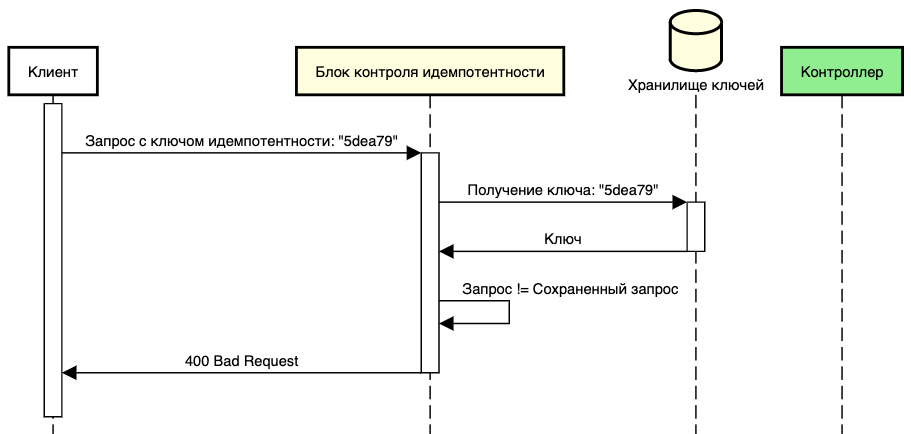 Клиент
Блок контроля идемпотентности
Хранилище ключей
Контроллер
Запрос с ключом идемпотентности: "5dea79"
Получение ключа: "5dea79"
Ключ
Запрос != Сохраненный запрос
400 Bad Request